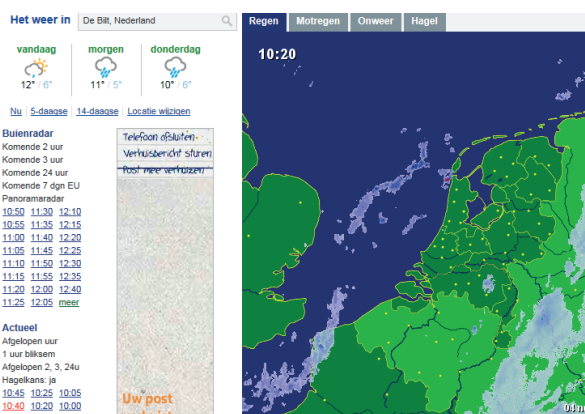 Het weer in De Bilt, Nederland
Regen Motregen Onweer Hagel
vandaag morgen donderdag
12° / 6° 11° / 5° 10° / 6°
Nu 5-daagse 14-daagse Locatie wijzigen
Buienradar
Komende 2 uur
Komende 3 uur
Komende 24 uur
Komende 7 dgn EU
Panoramaradar
10:50 11:30 12:10
10:55 11:35 12:15
11:00 11:40 12:20
11:05 11:45 12:25
11:10 11:50 12:30
11:15 11:55 12:35
11:20 12:00 12:40
11:25 12:05 meer
Actueel
Afgelopen uur
1 uur bliksem
Afgelopen 2, 3, 24u
Hagelkans: ja
10:45 10:25 10:05
10:40 10:20 10:00
Telefoon afsluiten
Verhuisbericht sturen
Post mee verhuizen
Uw post
10:20